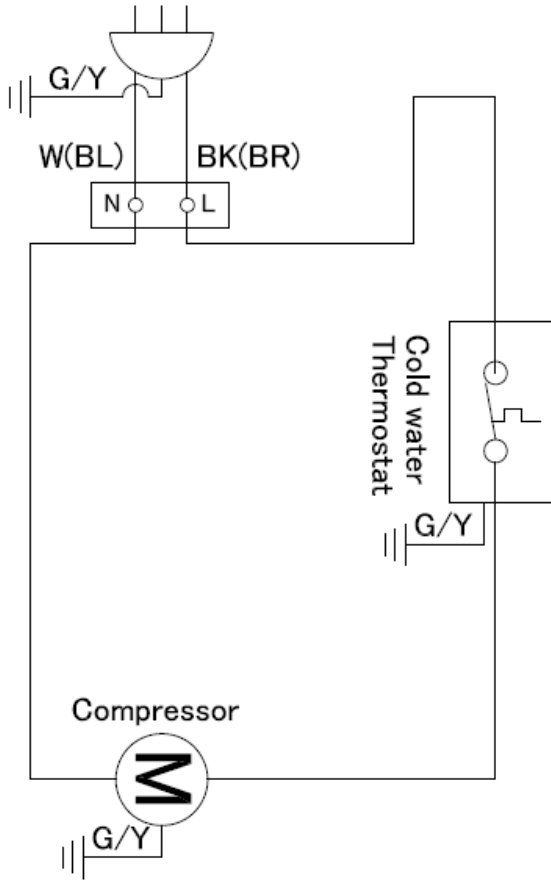 G/Y
W(BL)
BK(BR)
N
L
Cold water
Thermostat
G/Y
Compressor
M
G/Y